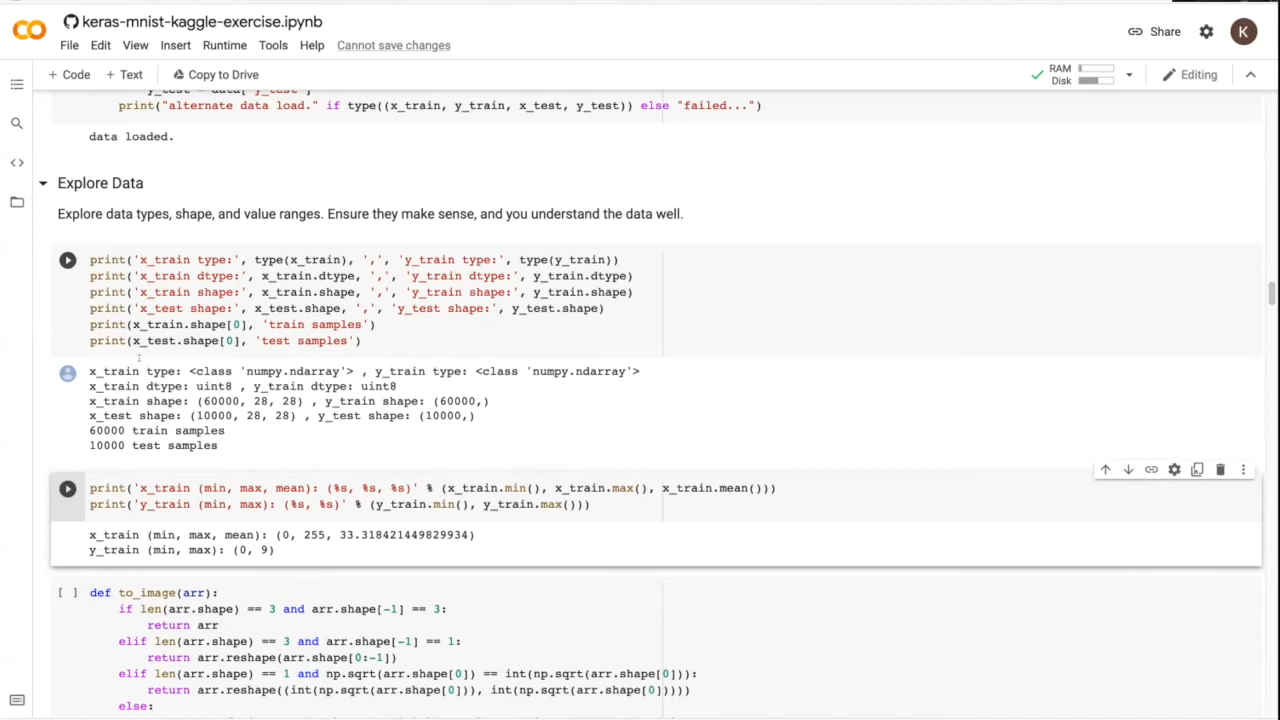 keras-mnist-kaggle-exercise.ipynb
File Edit View Insert Runtime Tools Help Cannot save changes
Share
K
+ Code + Text Copy to Drive
RAM
Disk
Editing
print("alternate data load." if type((x_train, y_train, x_test, y_test)) else "failed...")
data loaded.
Explore Data
Explore data types, shape, and value ranges. Ensure they make sense, and you understand the data well.
print('x_train type:', type(x_train), ',', 'y_train type:', type(y_train))
print('x_train dtype:', x_train.dtype, ',', 'y_train dtype:', y_train.dtype)
print('x_train shape:', x_train.shape, ',', 'y_train shape:', y_train.shape)
print('x_test shape:', x_test.shape, ',', 'y_test shape:', y_test.shape)
print(x_train.shape[0], 'train samples')
print(x_test.shape[0], 'test samples')
x_train type: <class 'numpy.ndarray'> , y_train type: <class 'numpy.ndarray'>
x_train dtype: uint8 , y_train dtype: uint8
x_train shape: (60000, 28, 28) , y_train shape: (60000,)
x_test shape: (10000, 28, 28) , y_test shape: (10000,)
60000 train samples
10000 test samples
print('x_train (min, max, mean): (%s, %s, %s)' % (x_train.min(), x_train.max(), x_train.mean()))
print('y_train (min, max): (%s, %s)' % (y_train.min(), y_train.max()))
x_train (min, max, mean): (0, 255, 33.318421449829934)
y_train (min, max): (0, 9)
[ ] def to_image(arr):
if len(arr.shape) == 3 and arr.shape[-1] == 3:
return arr
elif len(arr.shape) == 3 and arr.shape[-1] == 1:
return arr.reshape(arr.shape[0:-1])
elif len(arr.shape) == 1 and np.sqrt(arr.shape[0]) == int(np.sqrt(arr.shape[0])):
return arr.reshape((int(np.sqrt(arr.shape[0])), int(np.sqrt(arr.shape[0]))))
else: